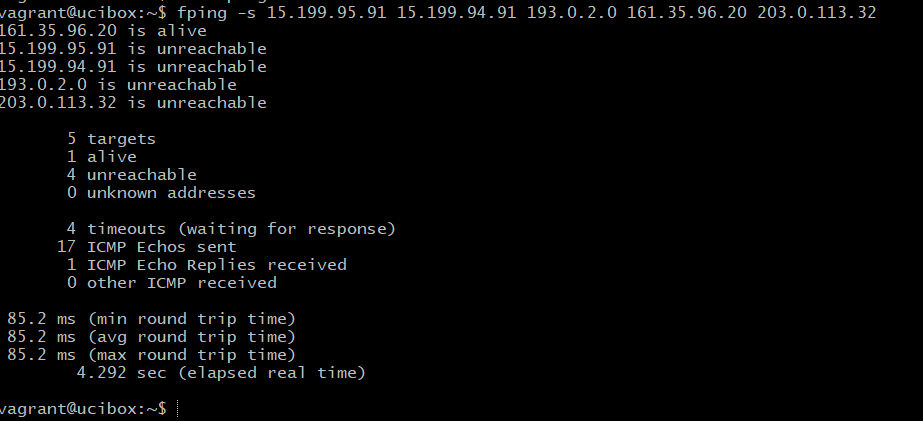 vagrant@ucibox:~$ fping -s 15.199.95.91 15.199.94.91 193.0.2.0 161.35.96.20 203.0.113.32
161.35.96.20 is alive
15.199.95.91 is unreachable
15.199.94.91 is unreachable
193.0.2.0 is unreachable
203.0.113.32 is unreachable
5 targets
1 alive
4 unreachable
0 unknown addresses
4 timeouts (waiting for response)
17 ICMP Echos sent
1 ICMP Echo Replies received
0 other ICMP received
85.2 ms (min round trip time)
85.2 ms (avg round trip time)
85.2 ms (max round trip time)
4.292 sec (elapsed real time)
vagrant@ucibox:~$